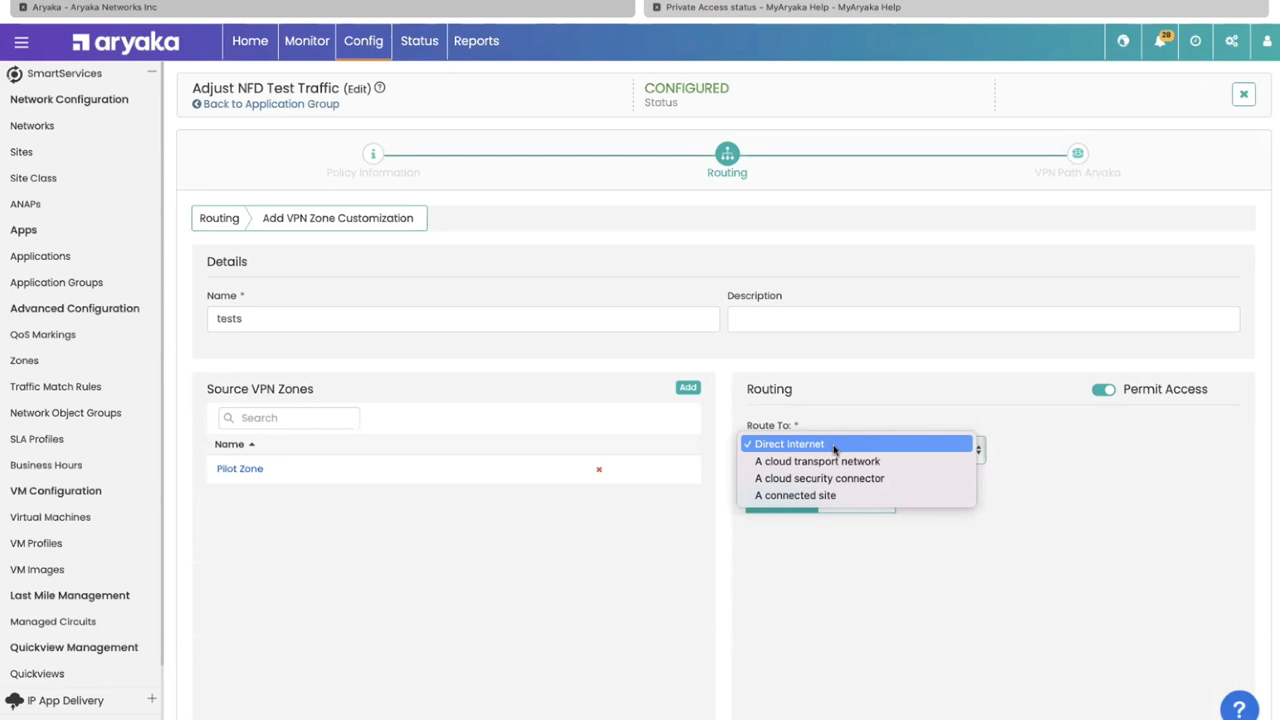 Aryaka - Aryaka Networks Inc
Private Access status - MyAryaka Help - MyAryaka Help
aryaka
Home
Monitor
Config
Status
Reports
28
SmartServices
Network Configuration
Networks
Sites
Site Class
ANAPs
Apps
Applications
Application Groups
Advanced Configuration
QoS Markings
Zones
Traffic Match Rules
Network Object Groups
SLA Profiles
Business Hours
VM Configuration
Virtual Machines
VM Profiles
VM Images
Last Mile Management
Managed Circuits
Quickview Management
Quickviews
IP App Delivery
Adjust NFD Test Traffic (Edit)
Back to Application Group
CONFIGURED
Status
Policy Information
Routing
VPN Path Aryaka
Routing
Add VPN Zone Customization
Details
Name *
tests
Description
Source VPN Zones
Add
Search
Name
Pilot Zone
Routing
Permit Access
Route To: *
✓ Direct Internet
A cloud transport network
A cloud security connector
A connected site
?